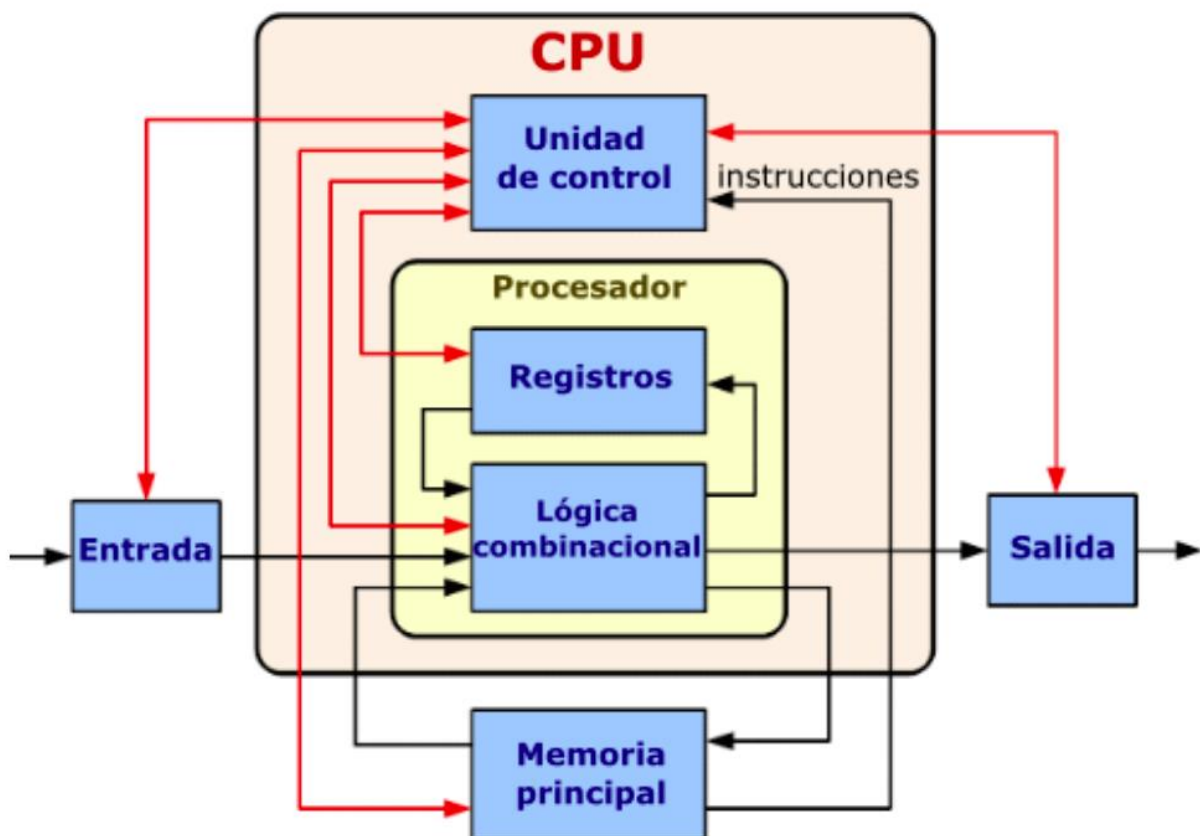 CPU
Unidad
de control
instrucciones
Procesador
Registros
Lógica
combinacional
Entrada
Salida
Memoria
principal